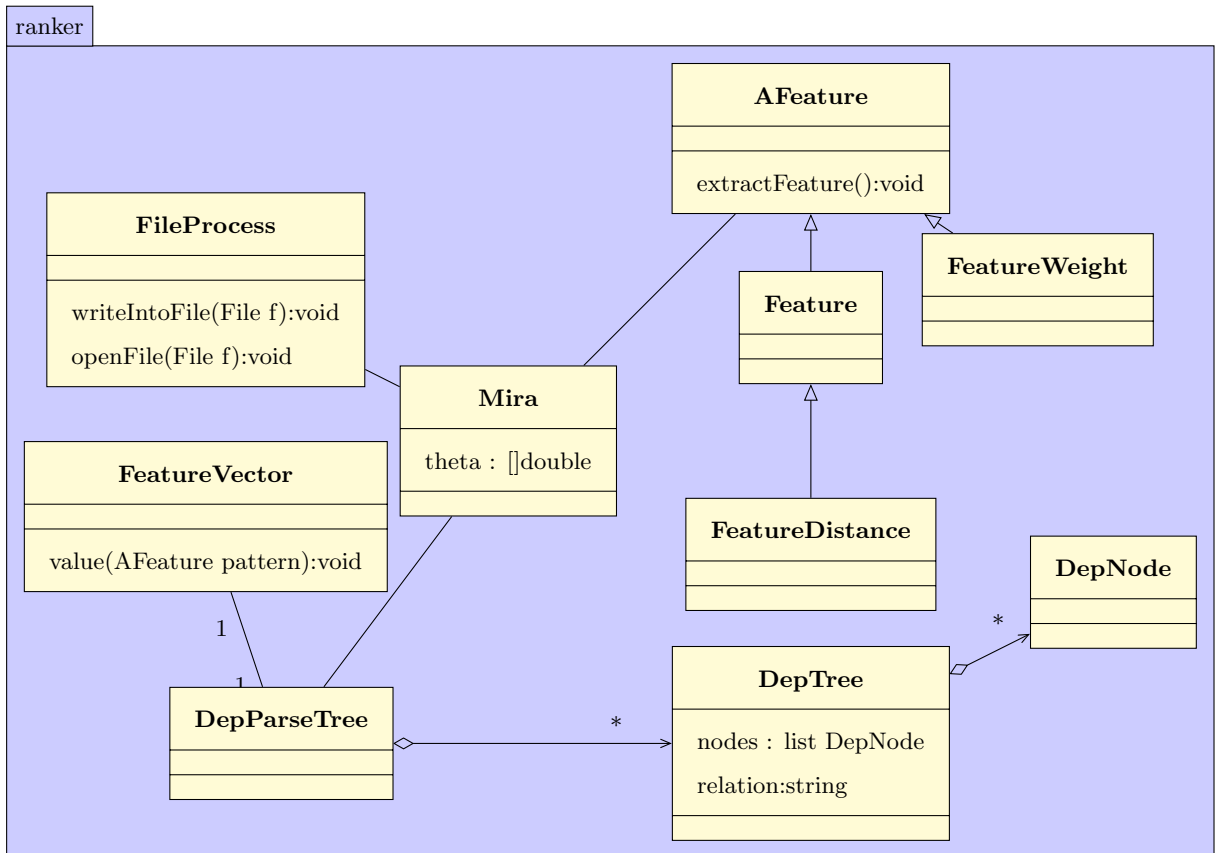 ranker
AFeature
extractFeature():void
FileProcess
writeIntoFile(File f):void
openFile(File f):void
FeatureWeight
Feature
Mira
theta : []double
FeatureVector
value(AFeature pattern):void
FeatureDistance
DepNode
1
*
1
DepParseTree
*
DepTree
nodes : list DepNode
relation:string